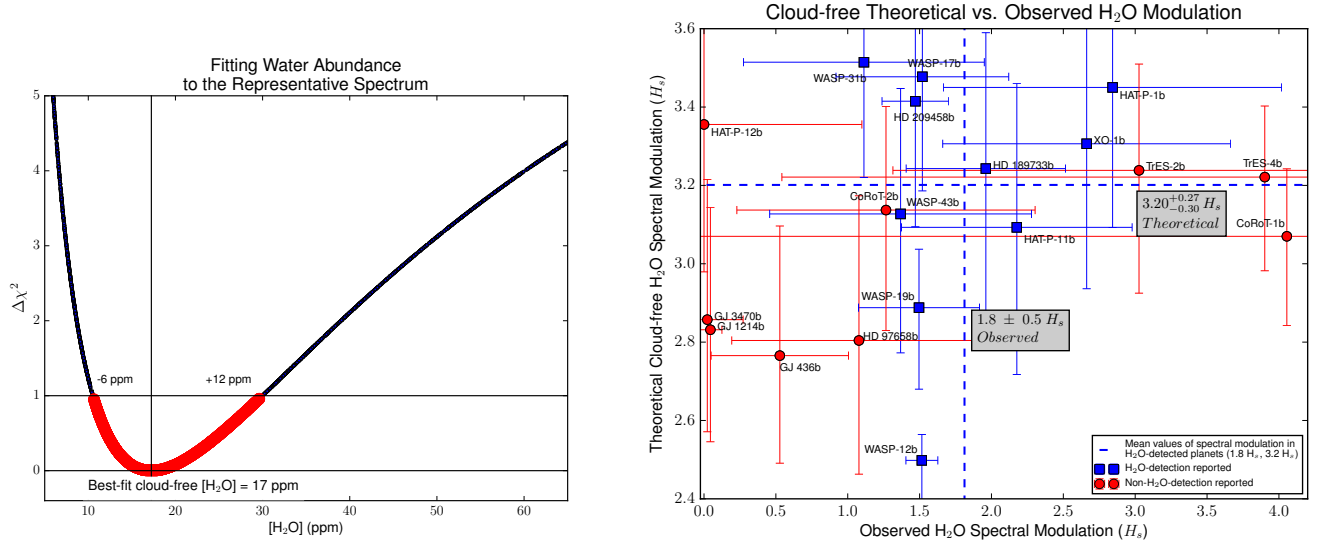 Fitting Water Abundance
to the Representative Spectrum
5
4
3
2
1
0
Δχ²
-6 ppm
+12 ppm
Best-fit cloud-free [H₂O] = 17 ppm
10 20 30 40 50 60
[H₂O] (ppm)
Cloud-free Theoretical vs. Observed H₂O Modulation
3.6
3.4
3.2
3.0
2.8
2.6
2.4
Theoretical Cloud-free H₂O Spectral Modulation (Hₛ)
WASP-17b
WASP-31b
HAT-P-1b
HD 209458b
HAT-P-12b
XO-1b
HD 189733b
TrES-2b
TrES-4b
CoRoT-2b
WASP-43b
3.20+0.27−0.30 Hₛ
Theoretical
CoRoT-1b
HAT-P-11b
WASP-19b
GJ 3470b
GJ 1214b
1.8 ± 0.5 Hₛ
Observed
HD 97658b
GJ 436b
WASP-12b
Mean values of spectral modulation in
H₂O-detected planets (1.8 Hₛ, 3.2 Hₛ)
H₂O-detection reported
Non-H₂O-detection reported
0.0 0.5 1.0 1.5 2.0 2.5 3.0 3.5 4.0
Observed H₂O Spectral Modulation (Hₛ)